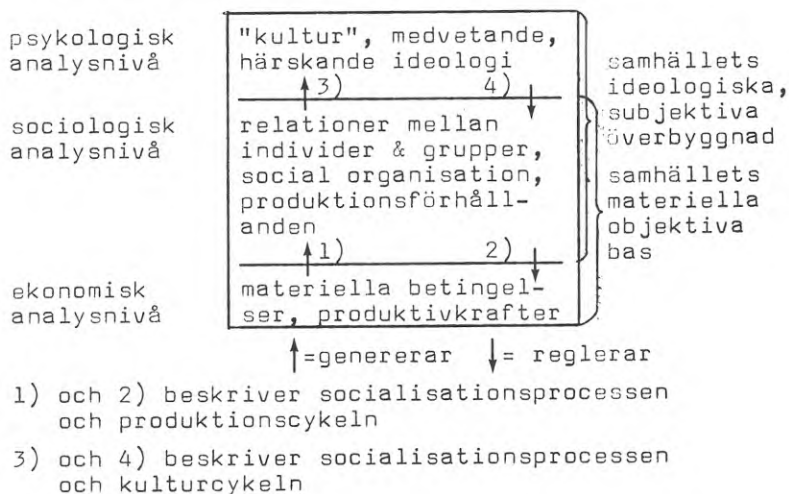 psykologisk
analysnivå
"kultur", medvetande,
härskande ideologi
3) 4)
samhällets
ideologiska,
subjektiva
överbyggnad
sociologisk
analysnivå
relationer mellan
individer & grupper,
social organisation,
produktionsförhåll-
anden
1) 2)
samhällets
materiella
objektiva
bas
ekonomisk
analysnivå
materiella betingel-
ser, produktivkrafter
↑=genererar ↓= reglerar
1) och 2) beskriver socialisationsprocessen
och produktionscykeln
3) och 4) beskriver socialisationsprocessen
och kulturcykeln